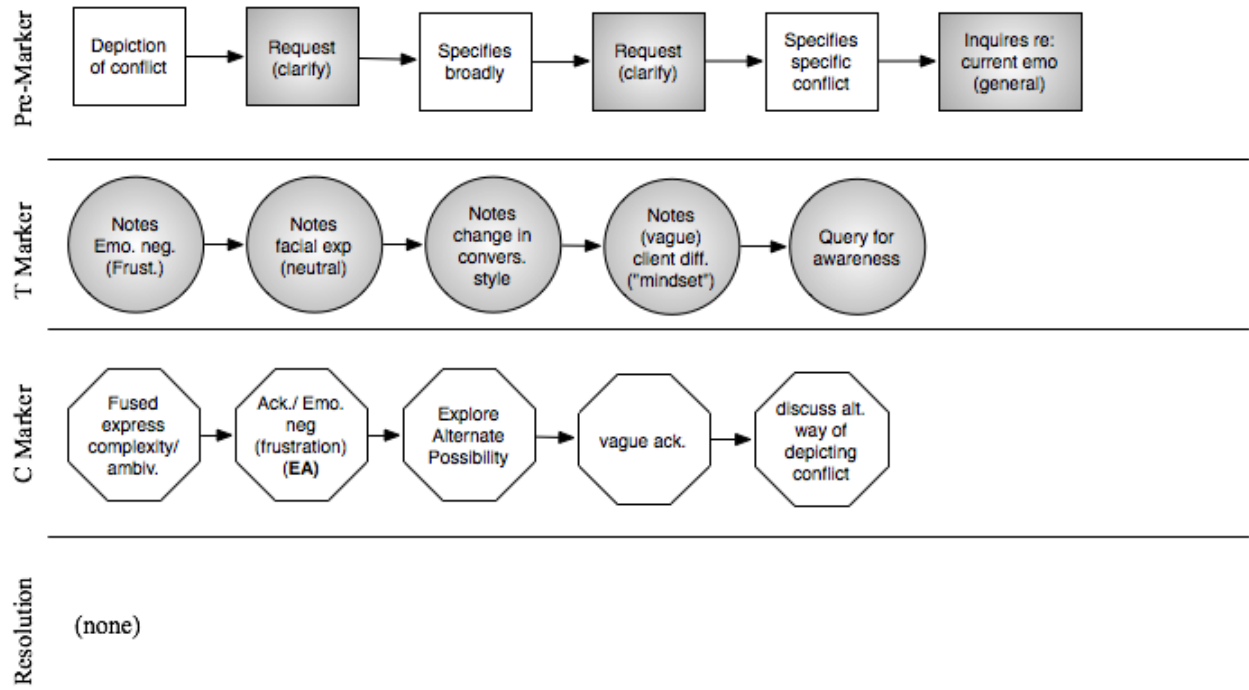 Pre-Marker
Depiction
of conflict
Request
(clarify)
Specifies
broadly
Request
(clarify)
Specifies
specific
conflict
Inquires re:
current emo
(general)
T Marker
Notes
Emo. neg.
(Frust.)
Notes
facial exp
(neutral)
Notes
change in
convers.
style
Notes
(vague)
client diff.
("mindset")
Query for
awareness
C Marker
Fused
express
complexity/
ambiv.
Ack./ Emo.
neg
(frustration)
(EA)
Explore
Alternate
Possibility
vague ack.
discuss alt.
way of
depicting
conflict
Resolution
(none)